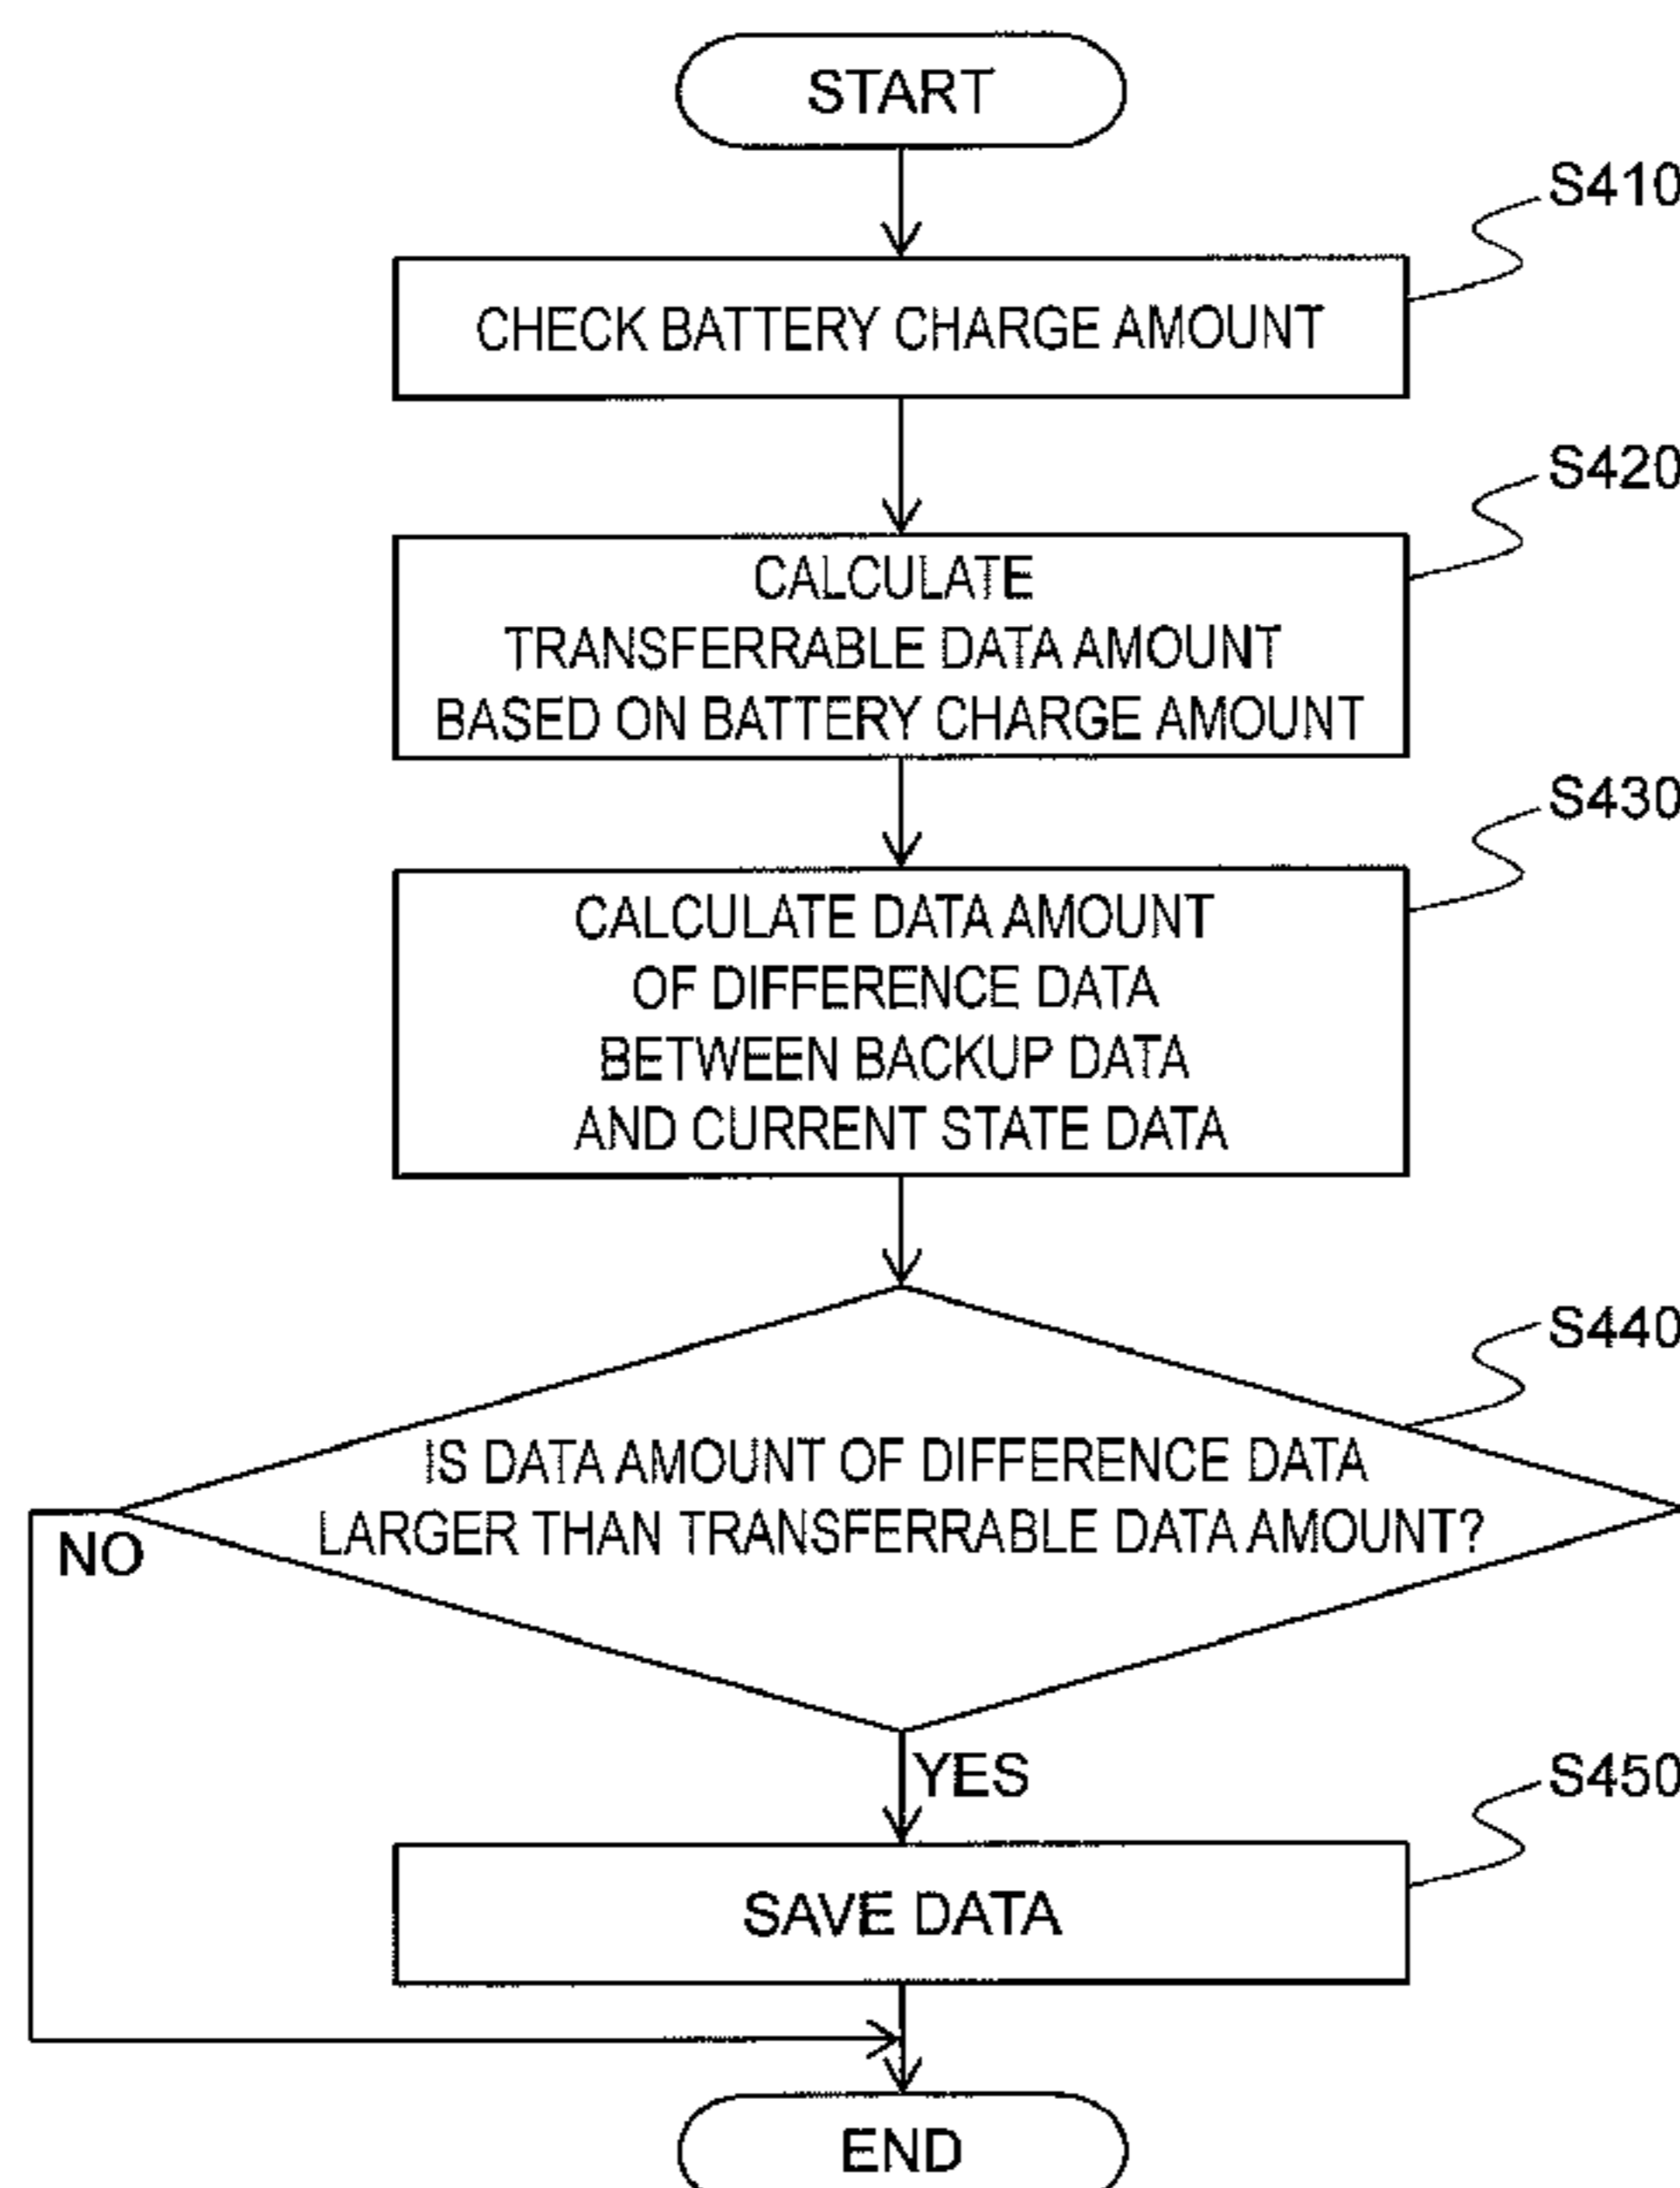 START
S410
CHECK BATTERY CHARGE AMOUNT
S420
CALCULATE
TRANSFERRABLE DATA AMOUNT
BASED ON BATTERY CHARGE AMOUNT
S430
CALCULATE DATA AMOUNT
OF DIFFERENCE DATA
BETWEEN BACKUP DATA
AND CURRENT STATE DATA
S440
IS DATA AMOUNT OF DIFFERENCE DATA
LARGER THAN TRANSFERRABLE DATA AMOUNT?
NO
YES
S450
SAVE DATA
END